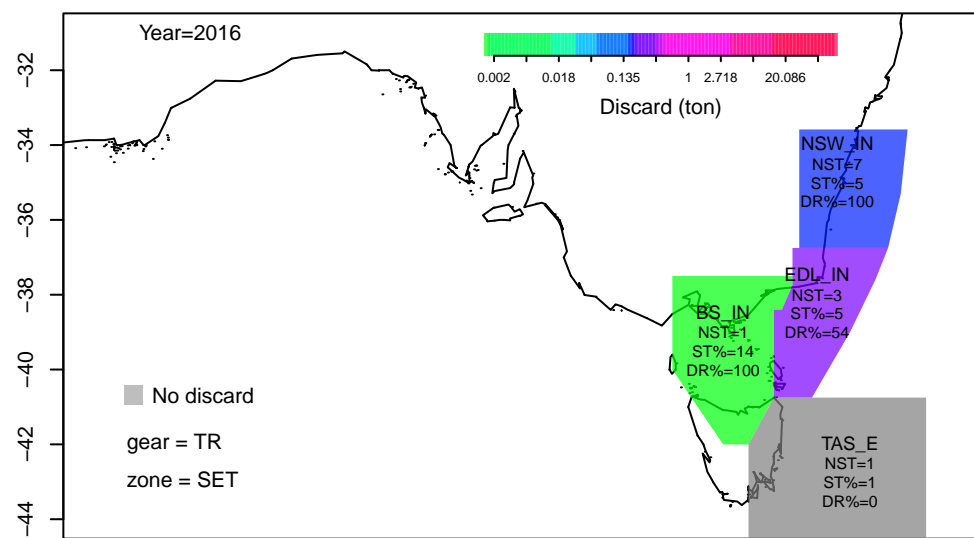 Year=2016
0.002 0.018 0.135 1 2.718 20.086
Discard (ton)
−32
−34
−36
−38
−40
−42
−44
NSW_IN
NST=7
ST%=5
DR%=100
EDL_IN
NST=3
ST%=5
DR%=54
BS_IN
NST=1
ST%=14
DR%=100
No discard
gear = TR
zone = SET
TAS_E
NST=1
ST%=1
DR%=0